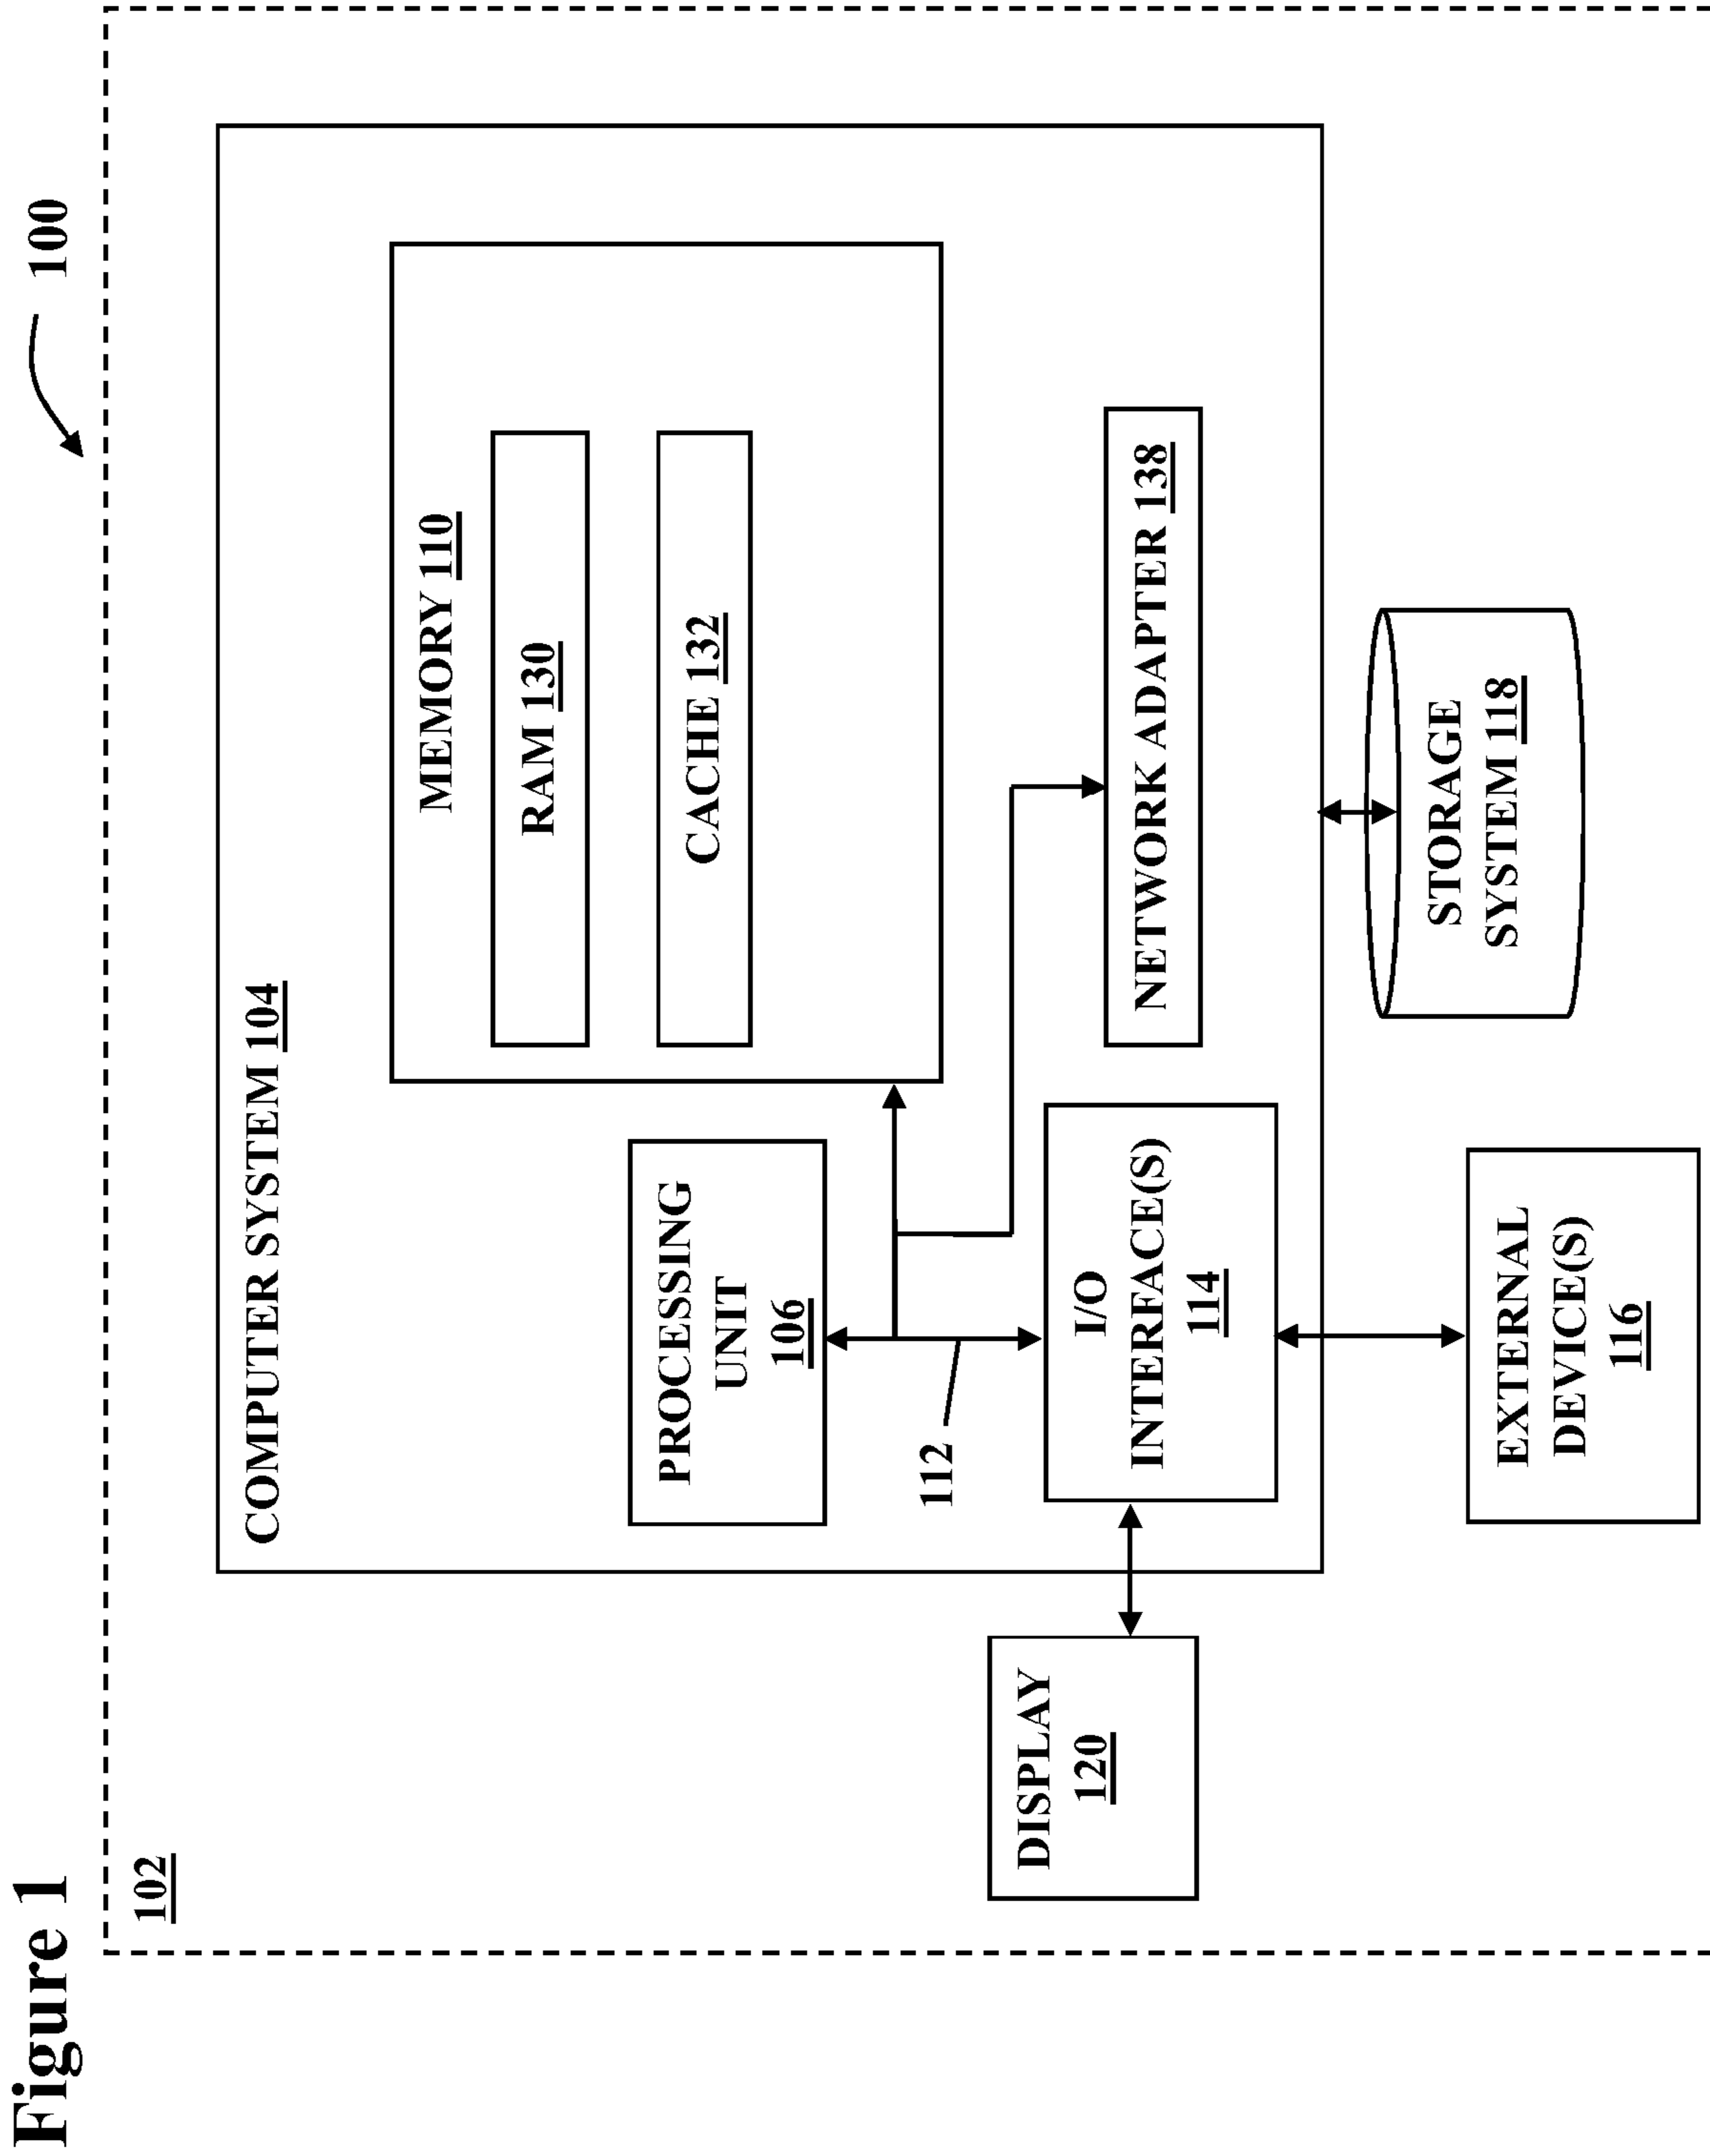 Figure 1
100
102
COMPUTER SYSTEM 104
MEMORY 110
RAM 130
CACHE 132
PROCESSING
UNIT
106
112
I/O
INTERFACE(S)
114
NETWORK ADAPTER 138
DISPLAY
120
EXTERNAL
DEVICE(S)
116
STORAGE
SYSTEM 118